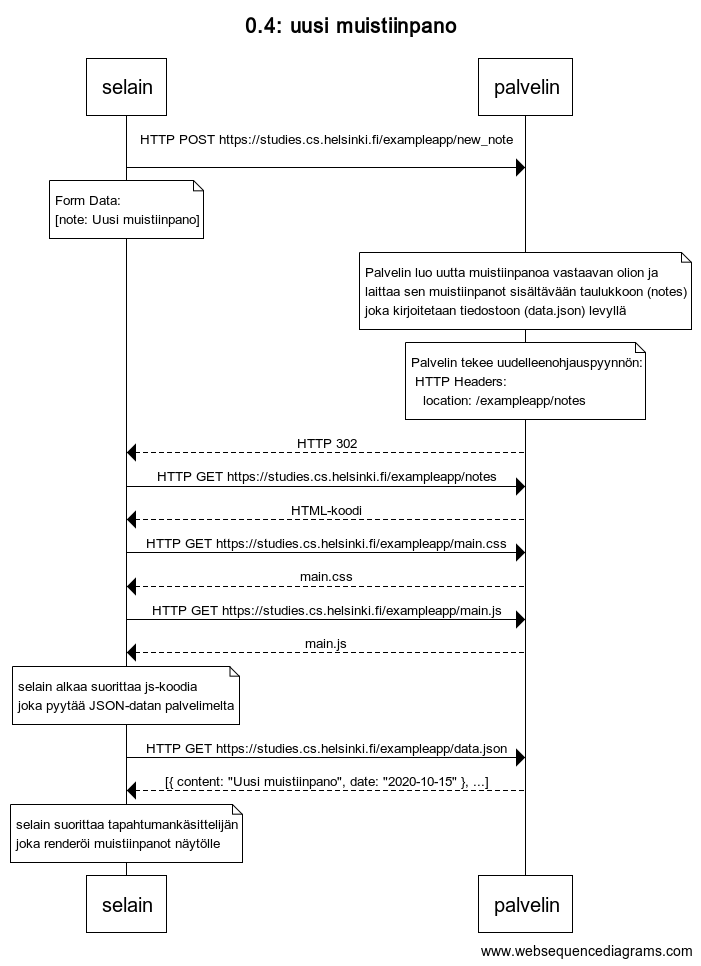 0.4: uusi muistiinpano
selain
palvelin
HTTP POST https://studies.cs.helsinki.fi/exampleapp/new_note
Form Data:
[note: Uusi muistiinpano]
Palvelin luo uutta muistiinpanoa vastaavan olion ja
laittaa sen muistiinpanot sisältävään taulukkoon (notes)
joka kirjoitetaan tiedostoon (data.json) levyllä
Palvelin tekee uudelleenohjauspyynnön:
HTTP Headers:
location: /exampleapp/notes
HTTP 302
HTTP GET https://studies.cs.helsinki.fi/exampleapp/notes
HTML-koodi
HTTP GET https://studies.cs.helsinki.fi/exampleapp/main.css
main.css
HTTP GET https://studies.cs.helsinki.fi/exampleapp/main.js
main.js
selain alkaa suorittaa js-koodia
joka pyytää JSON-datan palvelimelta
HTTP GET https://studies.cs.helsinki.fi/exampleapp/data.json
[{ content: "Uusi muistiinpano", date: "2020-10-15" }, ...]
selain suorittaa tapahtumankäsittelijän
joka renderöi muistiinpanot näytölle
selain
palvelin
www.websequencediagrams.com